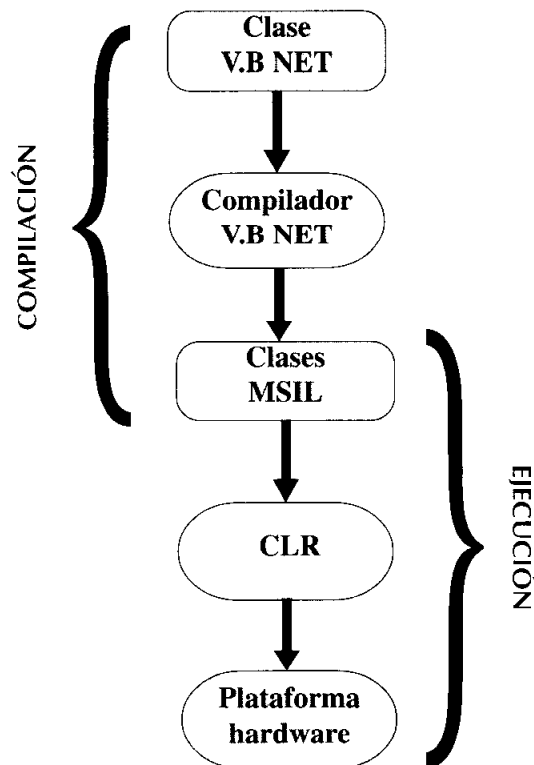 Clase
V.B NET
COMPILACIÓN
Compilador
V.B NET
Clases
MSIL
CLR
EJECUCIÓN
Plataforma
hardware